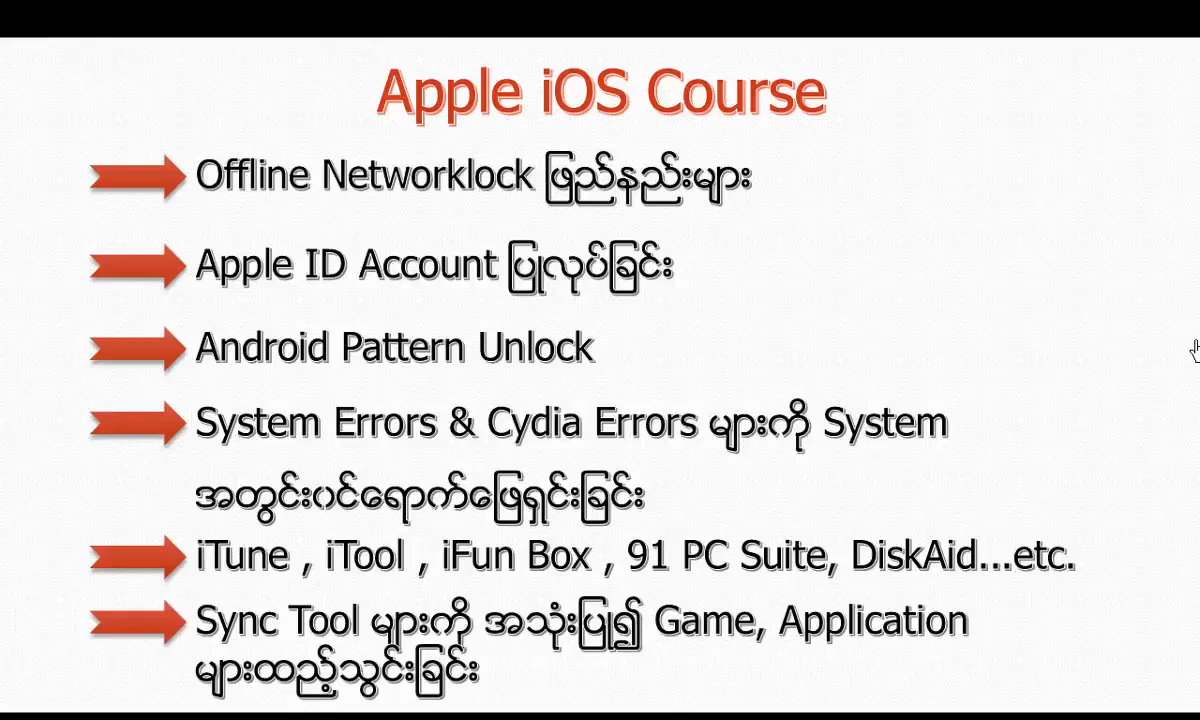 Apple iOS Course
Offline Networklock ဖြည်နည်းများ
Apple ID Account ပြုလုပ်ခြင်း
Android Pattern Unlock
System Errors & Cydia Errors များကို System
အတွင်းဝင်ရောက်ဖြေရှင်းခြင်း
iTune , iTool , iFun Box , 91 PC Suite, DiskAid...etc.
Sync Tool များကို အသုံးပြု၍ Game, Application
များထည့်သွင်းခြင်း